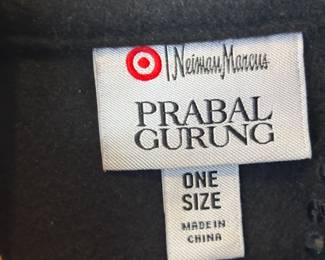 Neiman Marcus
PRABAL
GURUNG
ONE
SIZE
MADE IN
CHINA